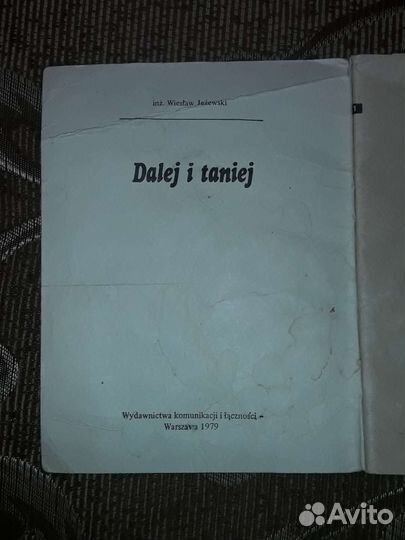 inż. Wiesław Jeżewski
Dalej i taniej
Wydawnictwa komunikacji i łączności
Warszawa 1979
Avito